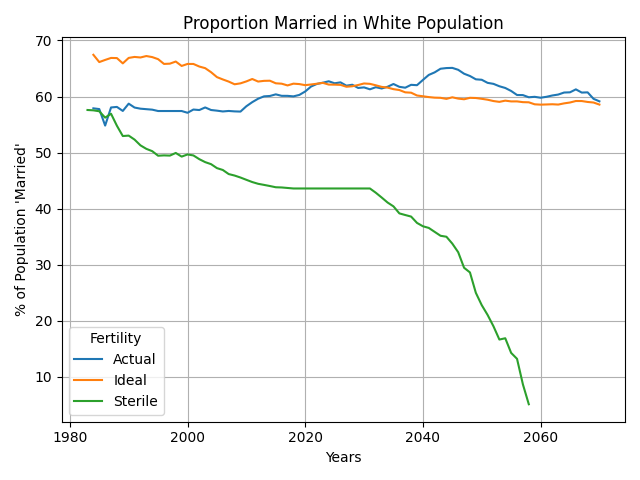 Proportion Married in White Population
% of Population 'Married'
70
60
50
40
30
20
10
Fertility
Actual
Ideal
Sterile
1980
2000
2020
2040
2060
Years